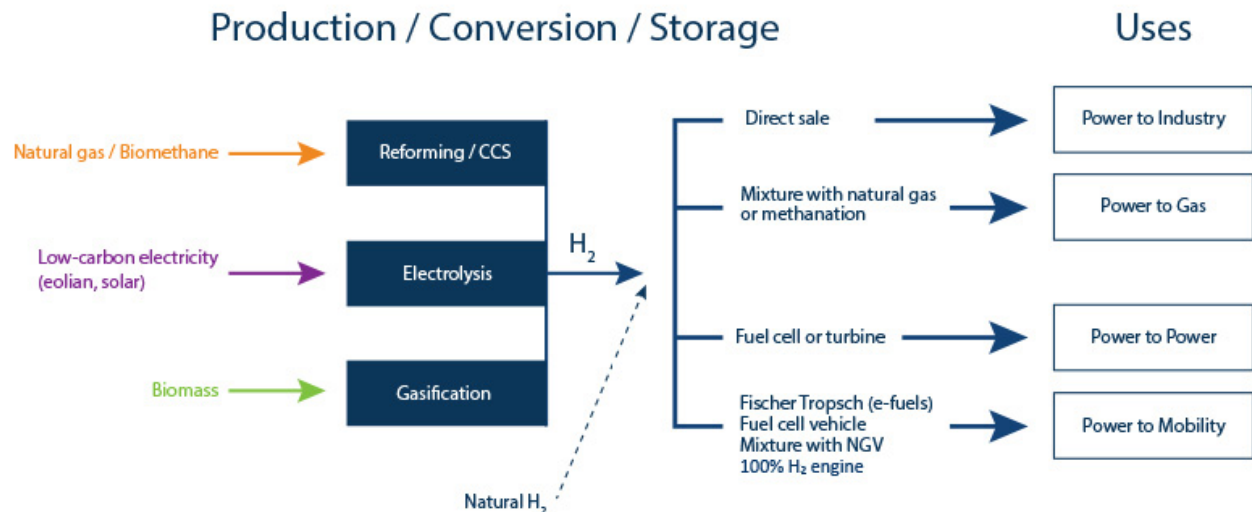 Production / Conversion / Storage
Uses
Natural gas / Biomethane
Reforming / CCS
Low-carbon electricity
(eolian, solar)
Electrolysis
Biomass
Gasification
H₂
Natural H₂
Direct sale
Power to Industry
Mixture with natural gas
or methanation
Power to Gas
Fuel cell or turbine
Power to Power
Fischer Tropsch (e-fuels)
Fuel cell vehicle
Mixture with NGV
100% H₂ engine
Power to Mobility